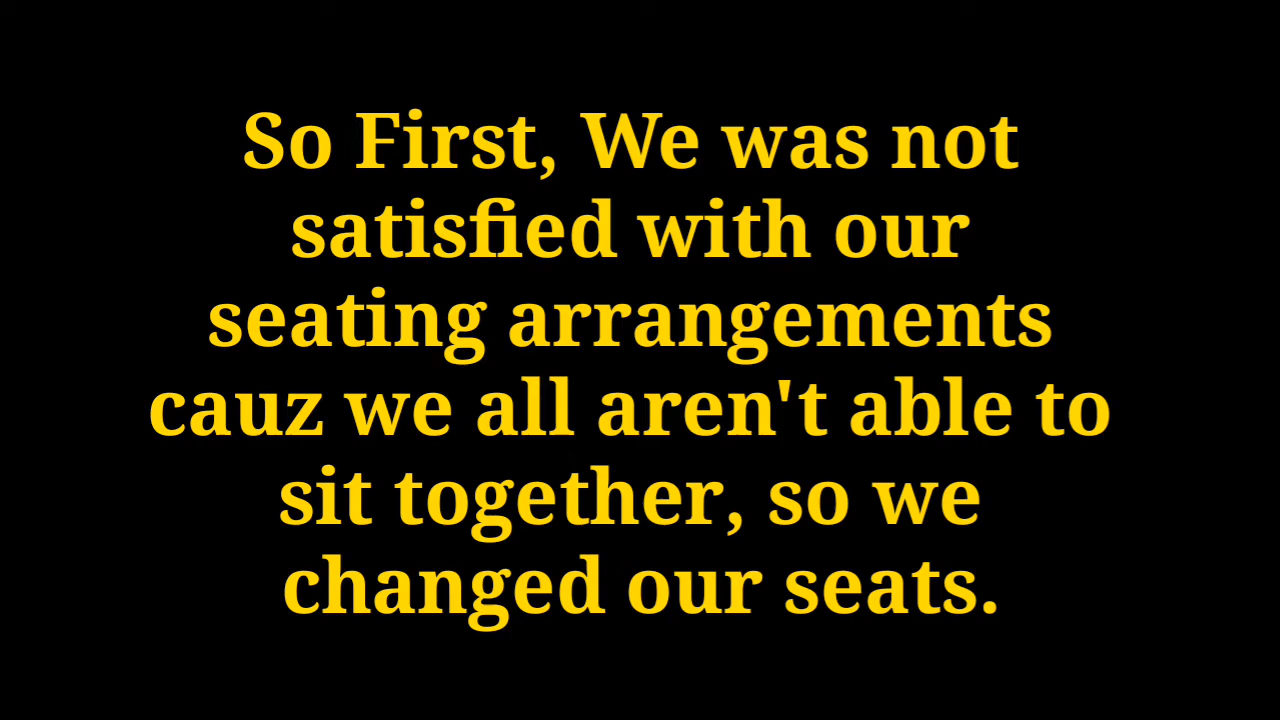 So First, We was not
satisfied with our
seating arrangements
cauz we all aren't able to
sit together, so we
changed our seats.